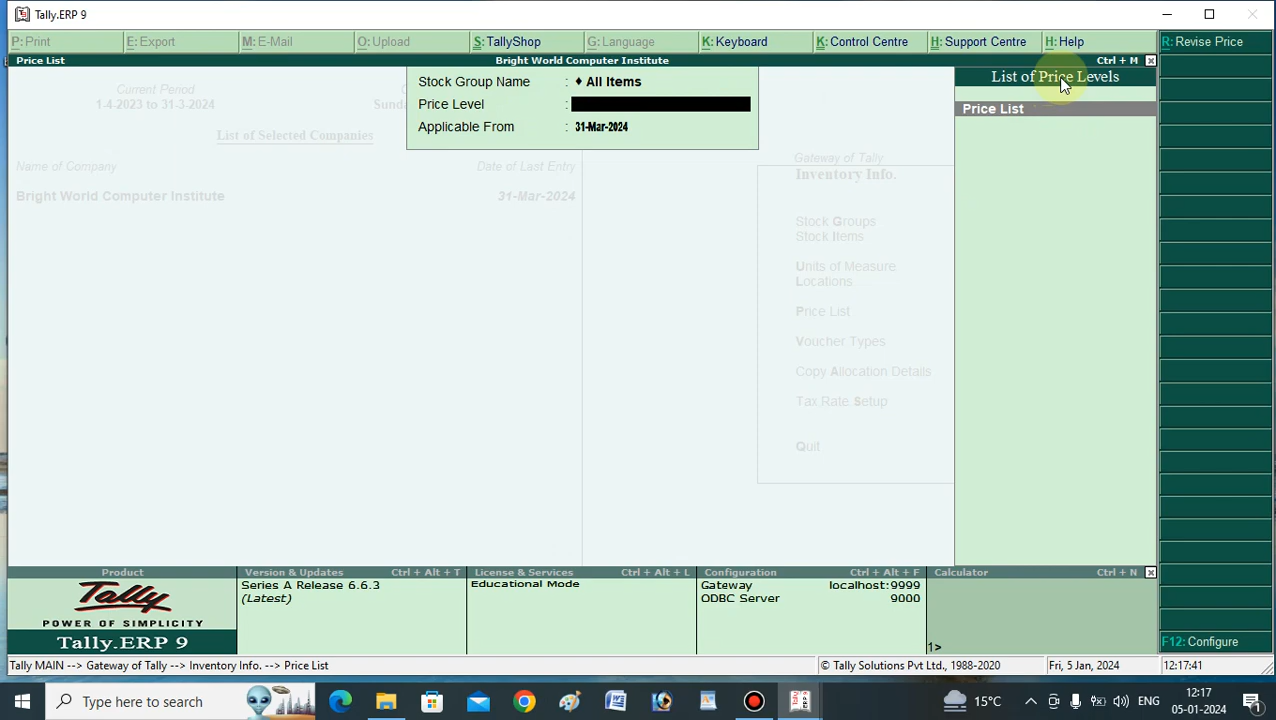 Tally.ERP 9
P: Print
E: Export
M: E-Mail
O: Upload
S: TallyShop
G: Language
K: Keyboard
K: Control Centre
H: Support Centre
H: Help
R: Revise Price
Price List
Bright World Computer Institute
Ctrl + M
Stock Group Name : ♦ All Items
Price Level :
Applicable From : 31-Mar-2024
List of Price Levels
Price List
Current Period
1-4-2023 to 31-3-2024
Sunda
List of Selected Companies
Name of Company
Date of Last Entry
Bright World Computer Institute
31-Mar-2024
Gateway of Tally
Inventory Info.
Stock Groups
Stock Items
Units of Measure
Locations
Price List
Voucher Types
Copy Allocation Details
Tax Rate Setup
Quit
Product
Tally
POWER OF SIMPLICITY
Tally.ERP 9
Version & Updates Ctrl + Alt + T
Series A Release 6.6.3
(Latest)
License & Services Ctrl + Alt + L
Educational Mode
Configuration Ctrl + Alt + F
Gateway localhost:9999
ODBC Server 9000
Calculator Ctrl + N
1>
F12: Configure
Tally MAIN --> Gateway of Tally --> Inventory Info. --> Price List
© Tally Solutions Pvt Ltd., 1988-2020
Fri, 5 Jan, 2024
12:17:41
Type here to search
15°C
ENG
12:17
05-01-2024
1